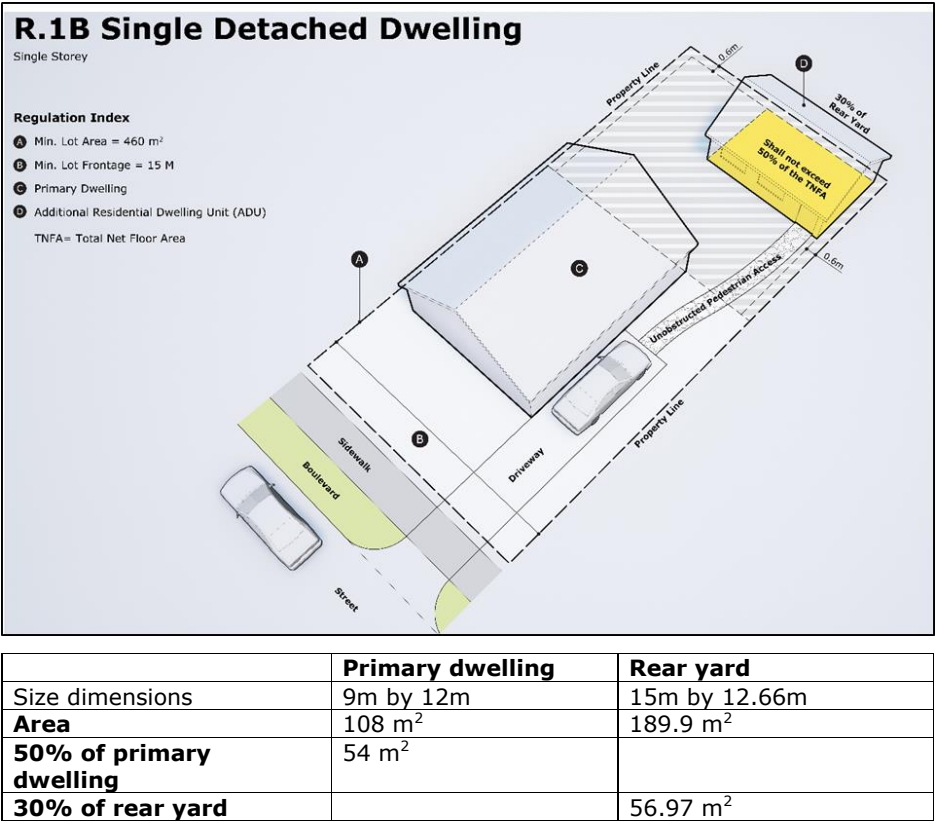 R.1B Single Detached Dwelling
Single Storey
Regulation Index
A Min. Lot Area = 460 m²
B Min. Lot Frontage = 15 M
C Primary Dwelling
D Additional Residential Dwelling Unit (ADU)
TNFA= Total Net Floor Area
Property Line
0.6m
D
30% of
Rear Yard
Shall not exceed
50% of the TNFA
A
C
0.6m
Unobstructed Pedestrian Access
B
Property Line
Driveway
Sidewalk
Boulevard
Street
Primary dwelling Rear yard
Size dimensions 9m by 12m 15m by 12.66m
Area 108 m² 189.9 m²
50% of primary 54 m²
dwelling
30% of rear yard 56.97 m²